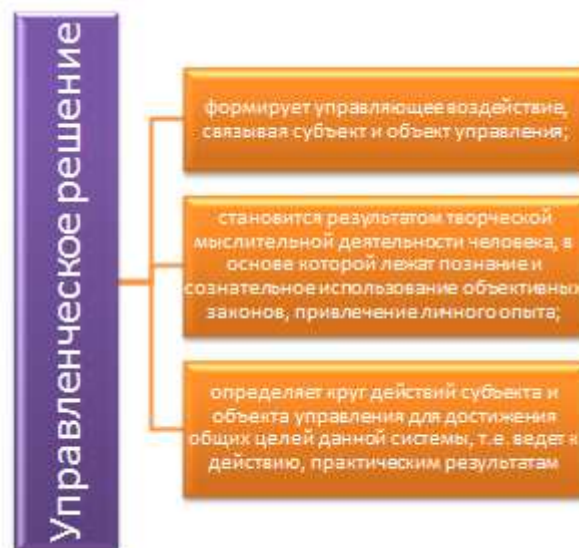 Управленческое решение
формирует управляющее воздействие,
связывая субъект и объект управления;
становится результатом творческой
мыслительной деятельности человека, в
основе которой лежат познание и
сознательное использование объективных
законов, привлечение личного опыта;
определяет круг действий субъекта и
объекта управления для достижения
общих целей данной системы, т.е. ведет к
действию, практическим результатам